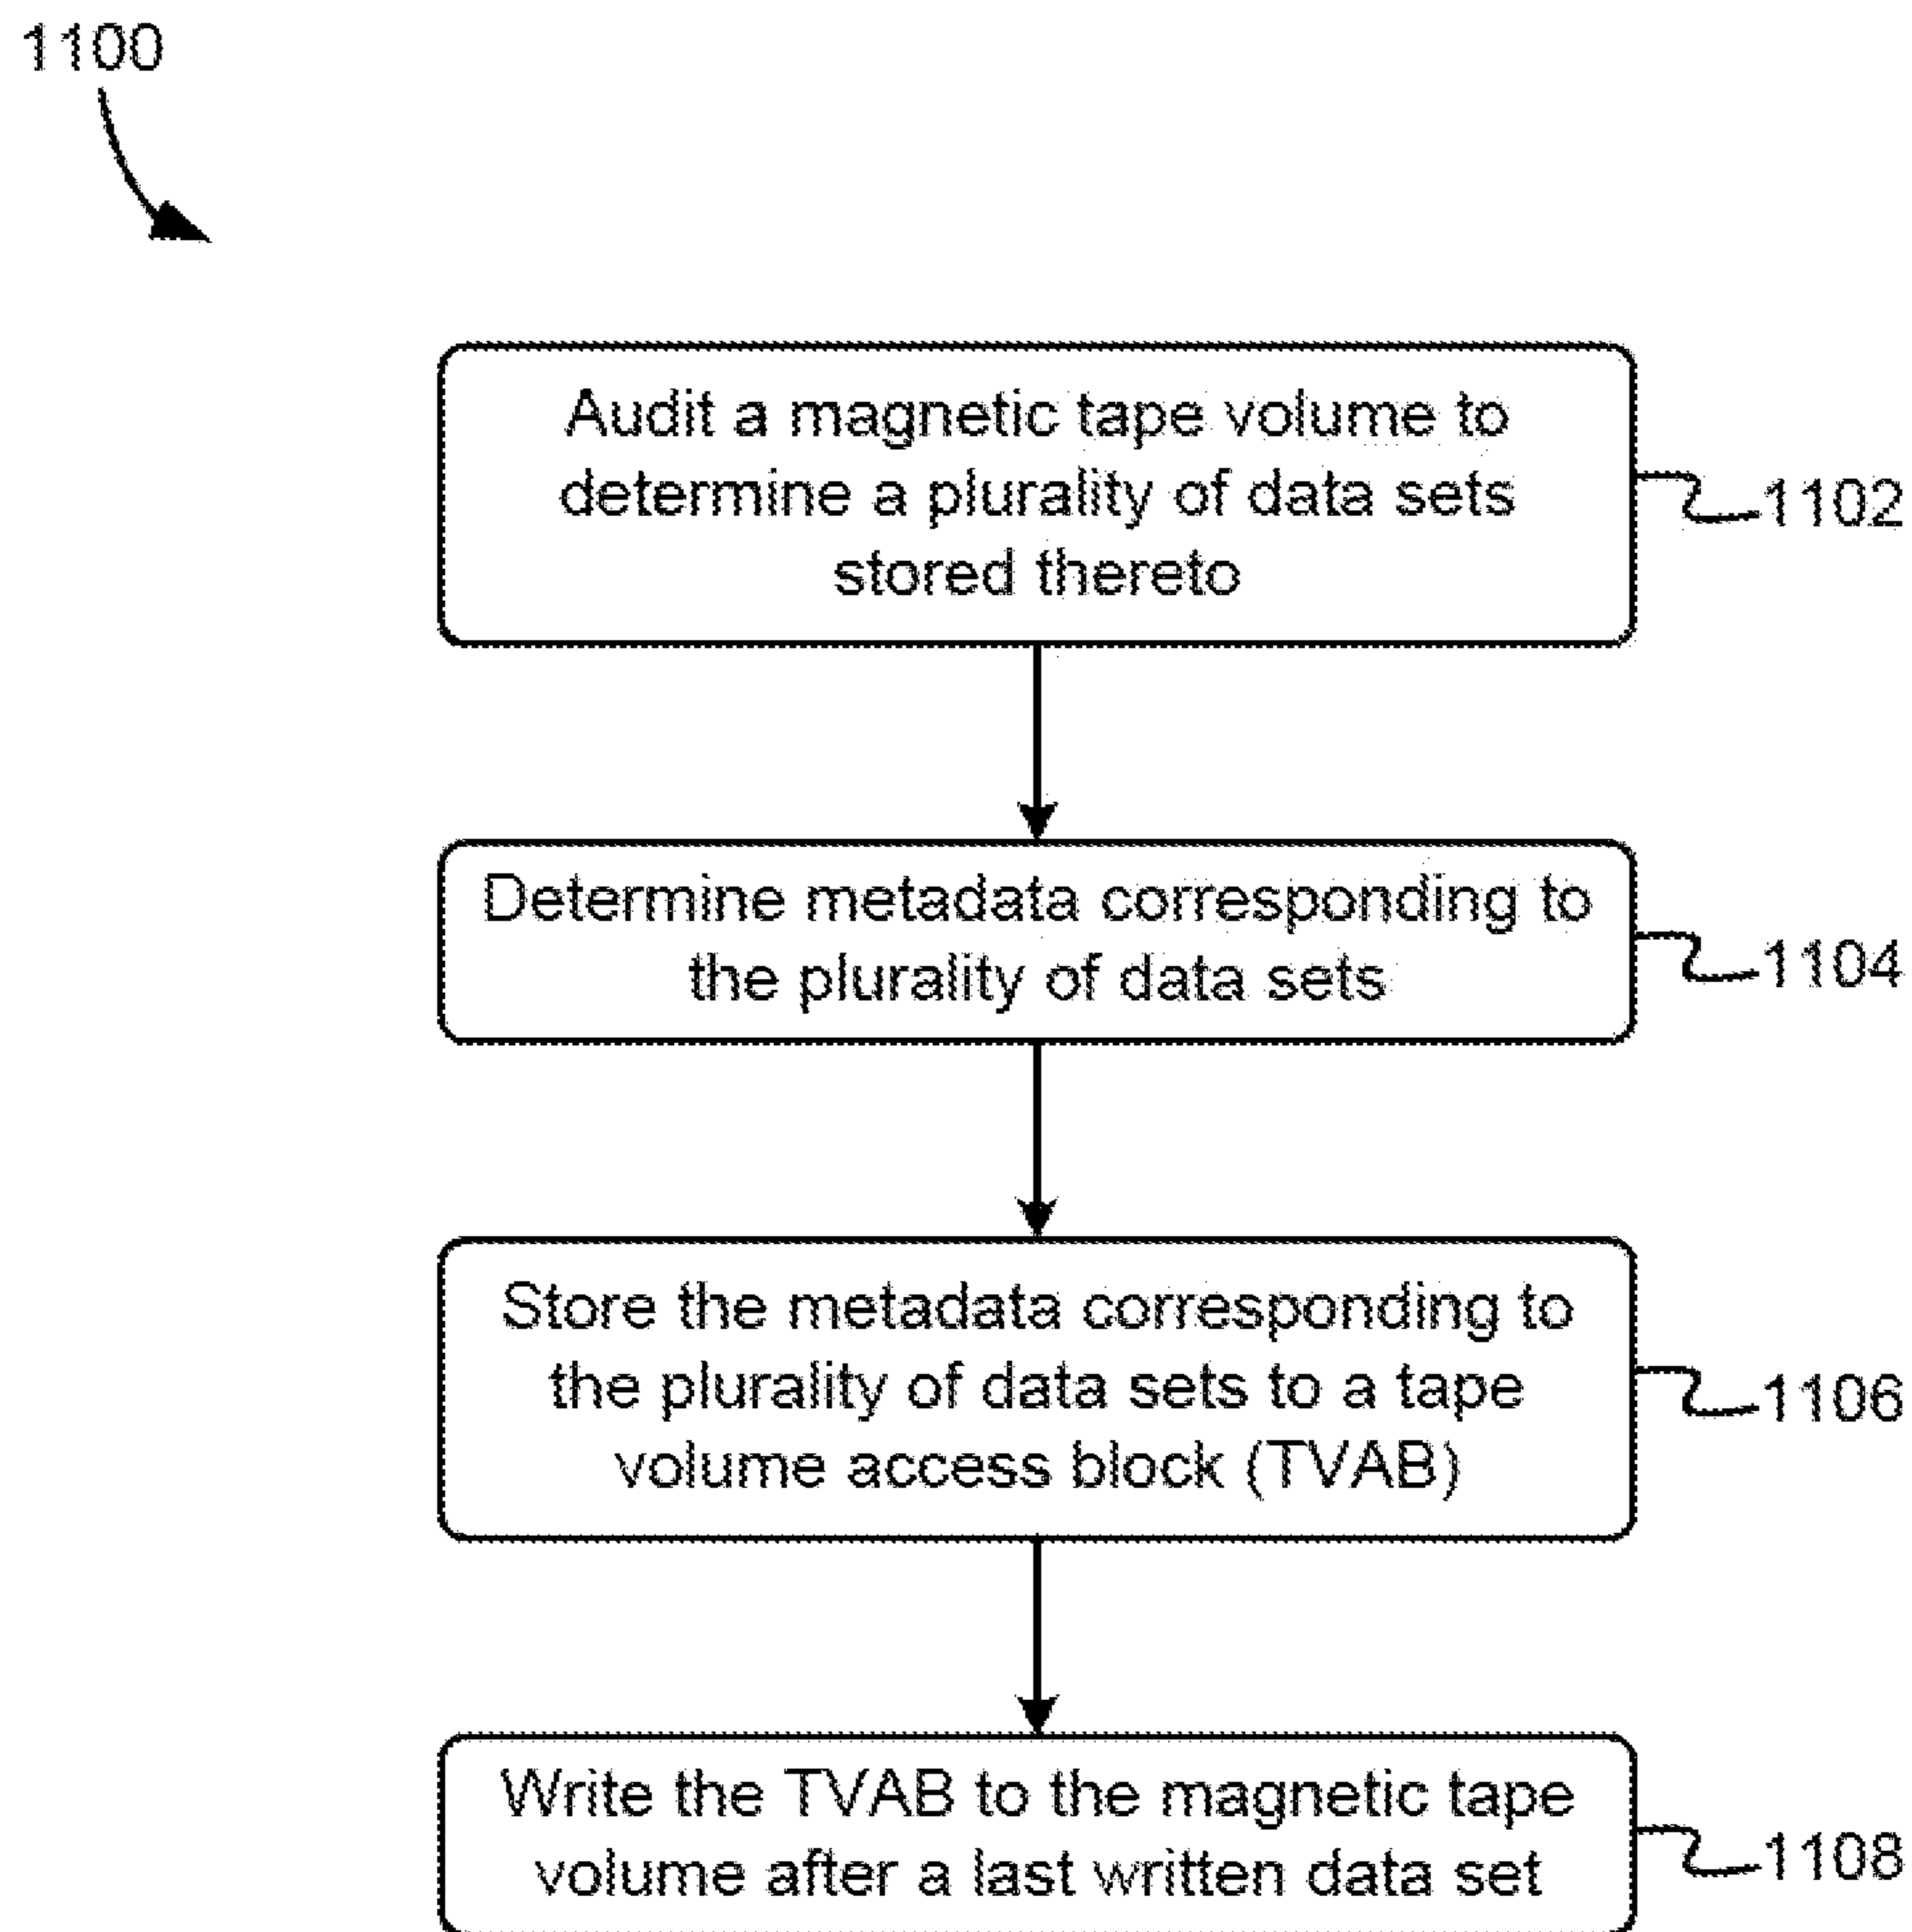 1100
Audit a magnetic tape volume to
determine a plurality of data sets
stored thereto
1102
Determine metadata corresponding to
the plurality of data sets
1104
Store the metadata corresponding to
the plurality of data sets to a tape
volume access block (TVAB)
1106
Write the TVAB to the magnetic tape
volume after a last written data set
1108